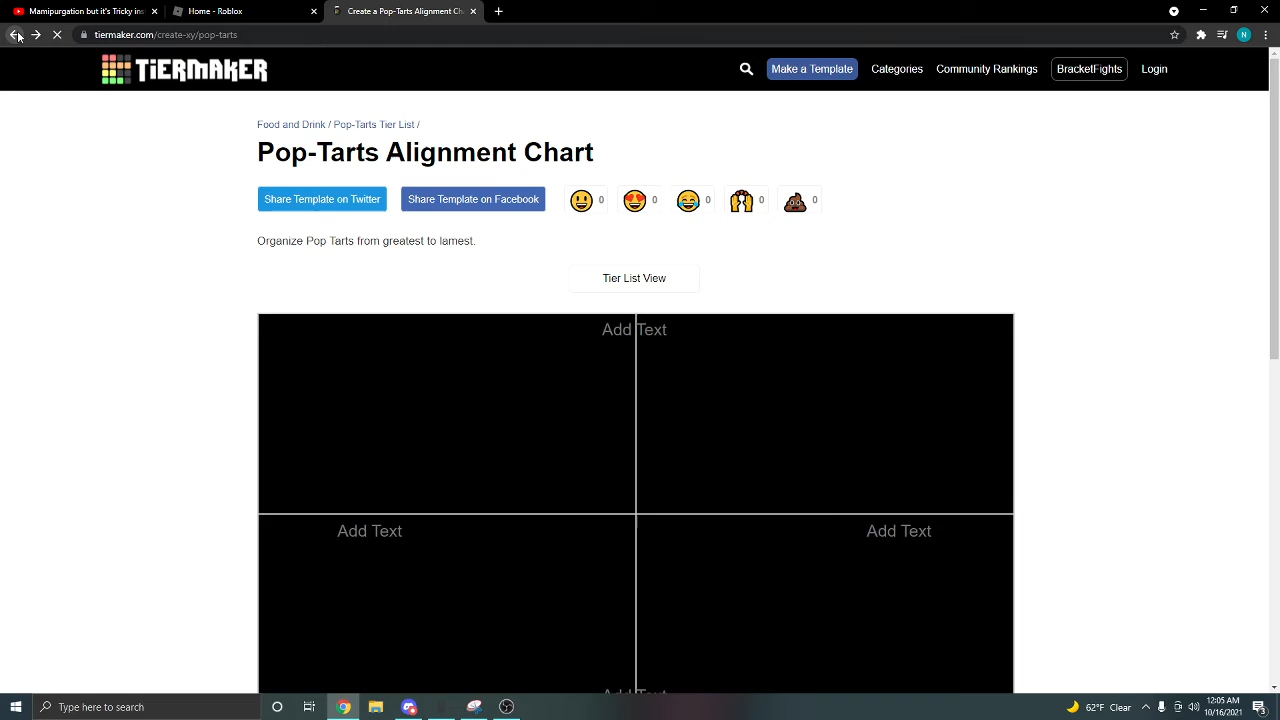 Mamipurgation but it's Tricky ins
Home - Roblox
Create a Pop-Tarts Alignment Ch
tiermaker.com/create-xy/pop-tarts
N
TiERMAKER
Make a Template
Categories
Community Rankings
BracketFights
Login
Food and Drink / Pop-Tarts Tier List /
Pop-Tarts Alignment Chart
Share Template on Twitter
Share Template on Facebook
0
0
0
0
0
Organize Pop Tarts from greatest to lamest.
Tier List View
Add Text
Add Text
Add Text
Type here to search
62°F Clear
12:05 AM
10/16/2021
3